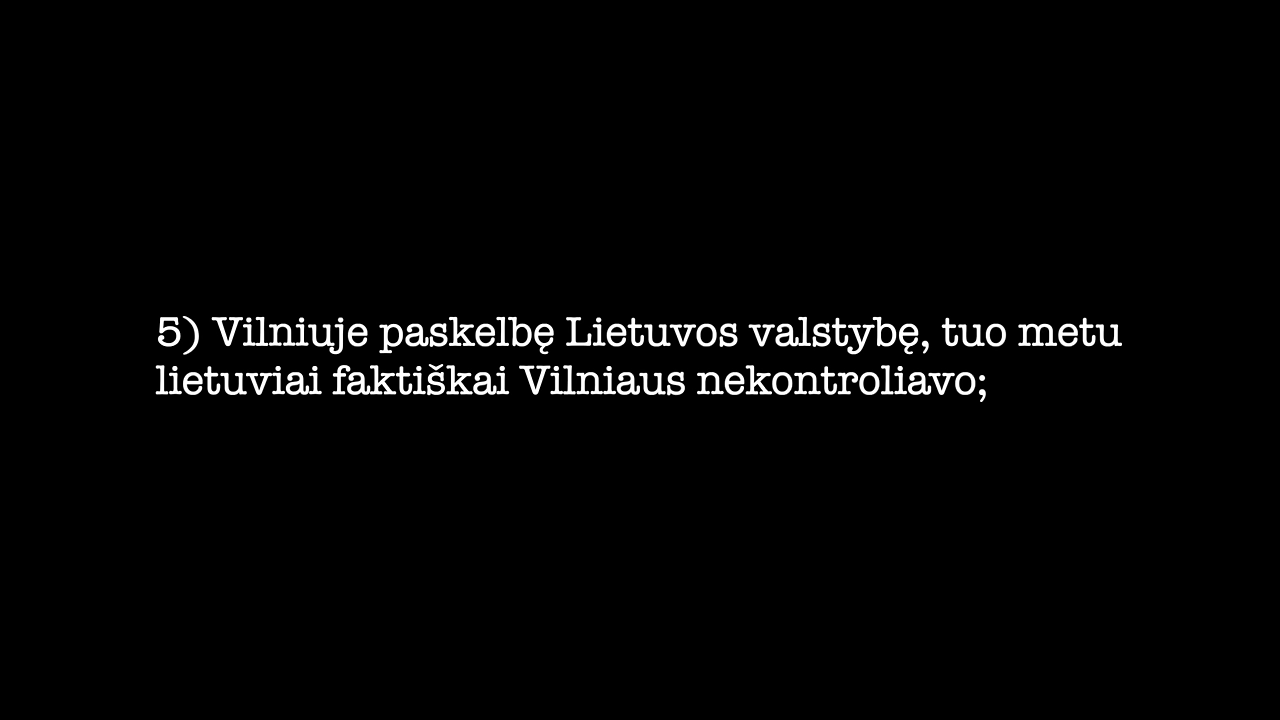 5) Vilniuje paskelbę Lietuvos valstybę, tuo metu
lietuviai faktiškai Vilniaus nekontroliavo;